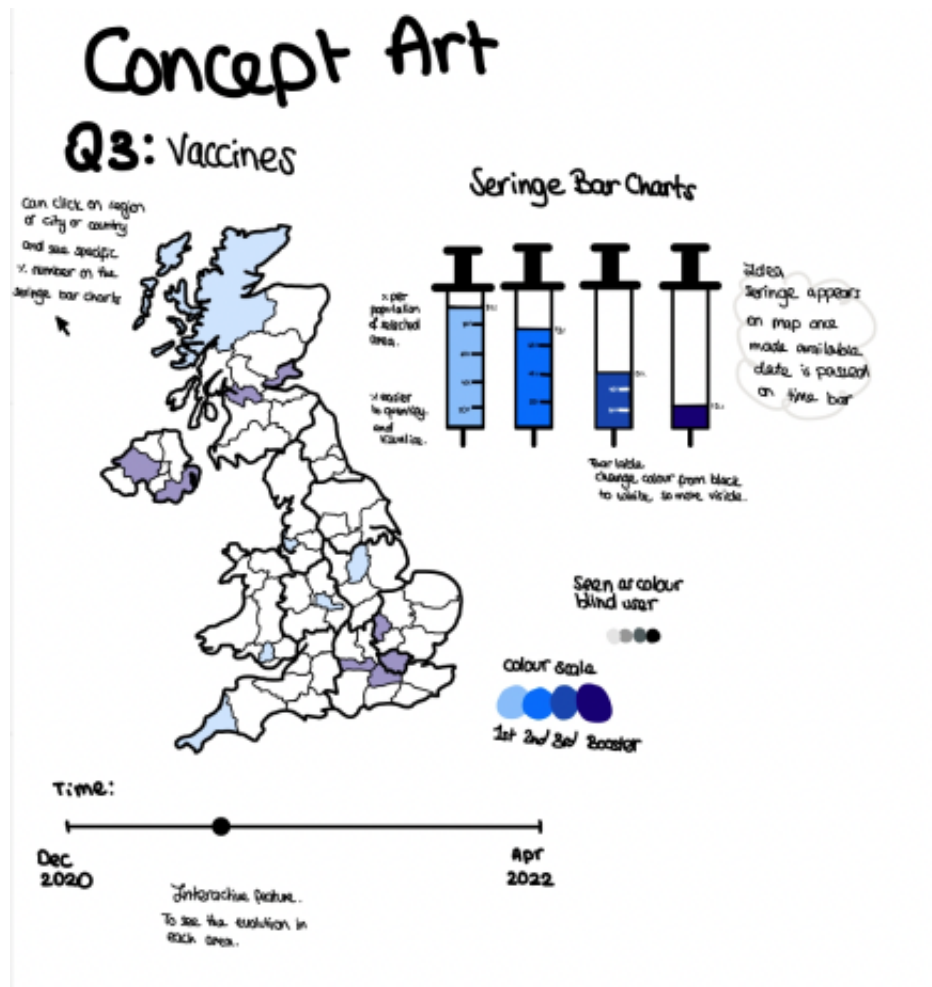 Concept Art
Q3: Vaccines
Can click on region
of city or country
and see specific
% number on the
seringe bar charts
Seringe Bar Charts
% per
population
of selected
area.
% easier
to quantify
and
visualise.
Idea
Seringe appears
on map once
made available
date is passed
on time bar
change colour from black
to white so more visible.
Seen as colour
blind user
Colour scale
1st 2nd 3rd Booster
Time:
Dec
2020
Apr
2022
Interactive feature.
To see the evolution in
each area.